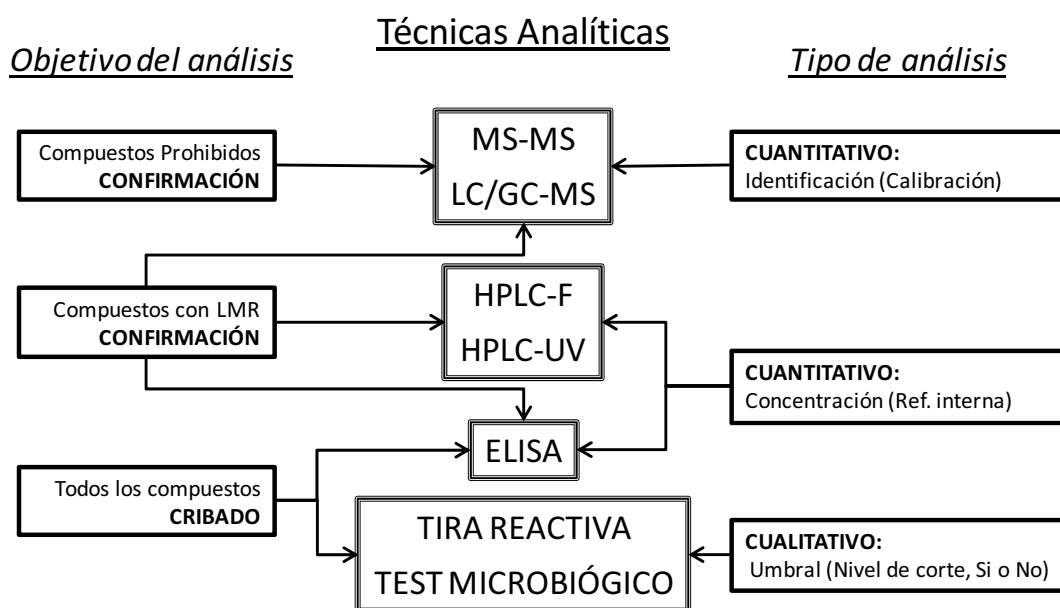 Técnicas Analíticas
Objetivo del análisis
Tipo de análisis
Compuestos Prohibidos
CONFIRMACIÓN
MS-MS
LC/GC-MS
CUANTITATIVO:
Identificación (Calibración)
Compuestos con LMR
CONFIRMACIÓN
HPLC-F
HPLC-UV
CUANTITATIVO:
Concentración (Ref. interna)
ELISA
Todos los compuestos
CRIBADO
TIRA REACTIVA
TEST MICROBIÓGICO
CUALITATIVO:
Umbral (Nivel de corte, Si o No)